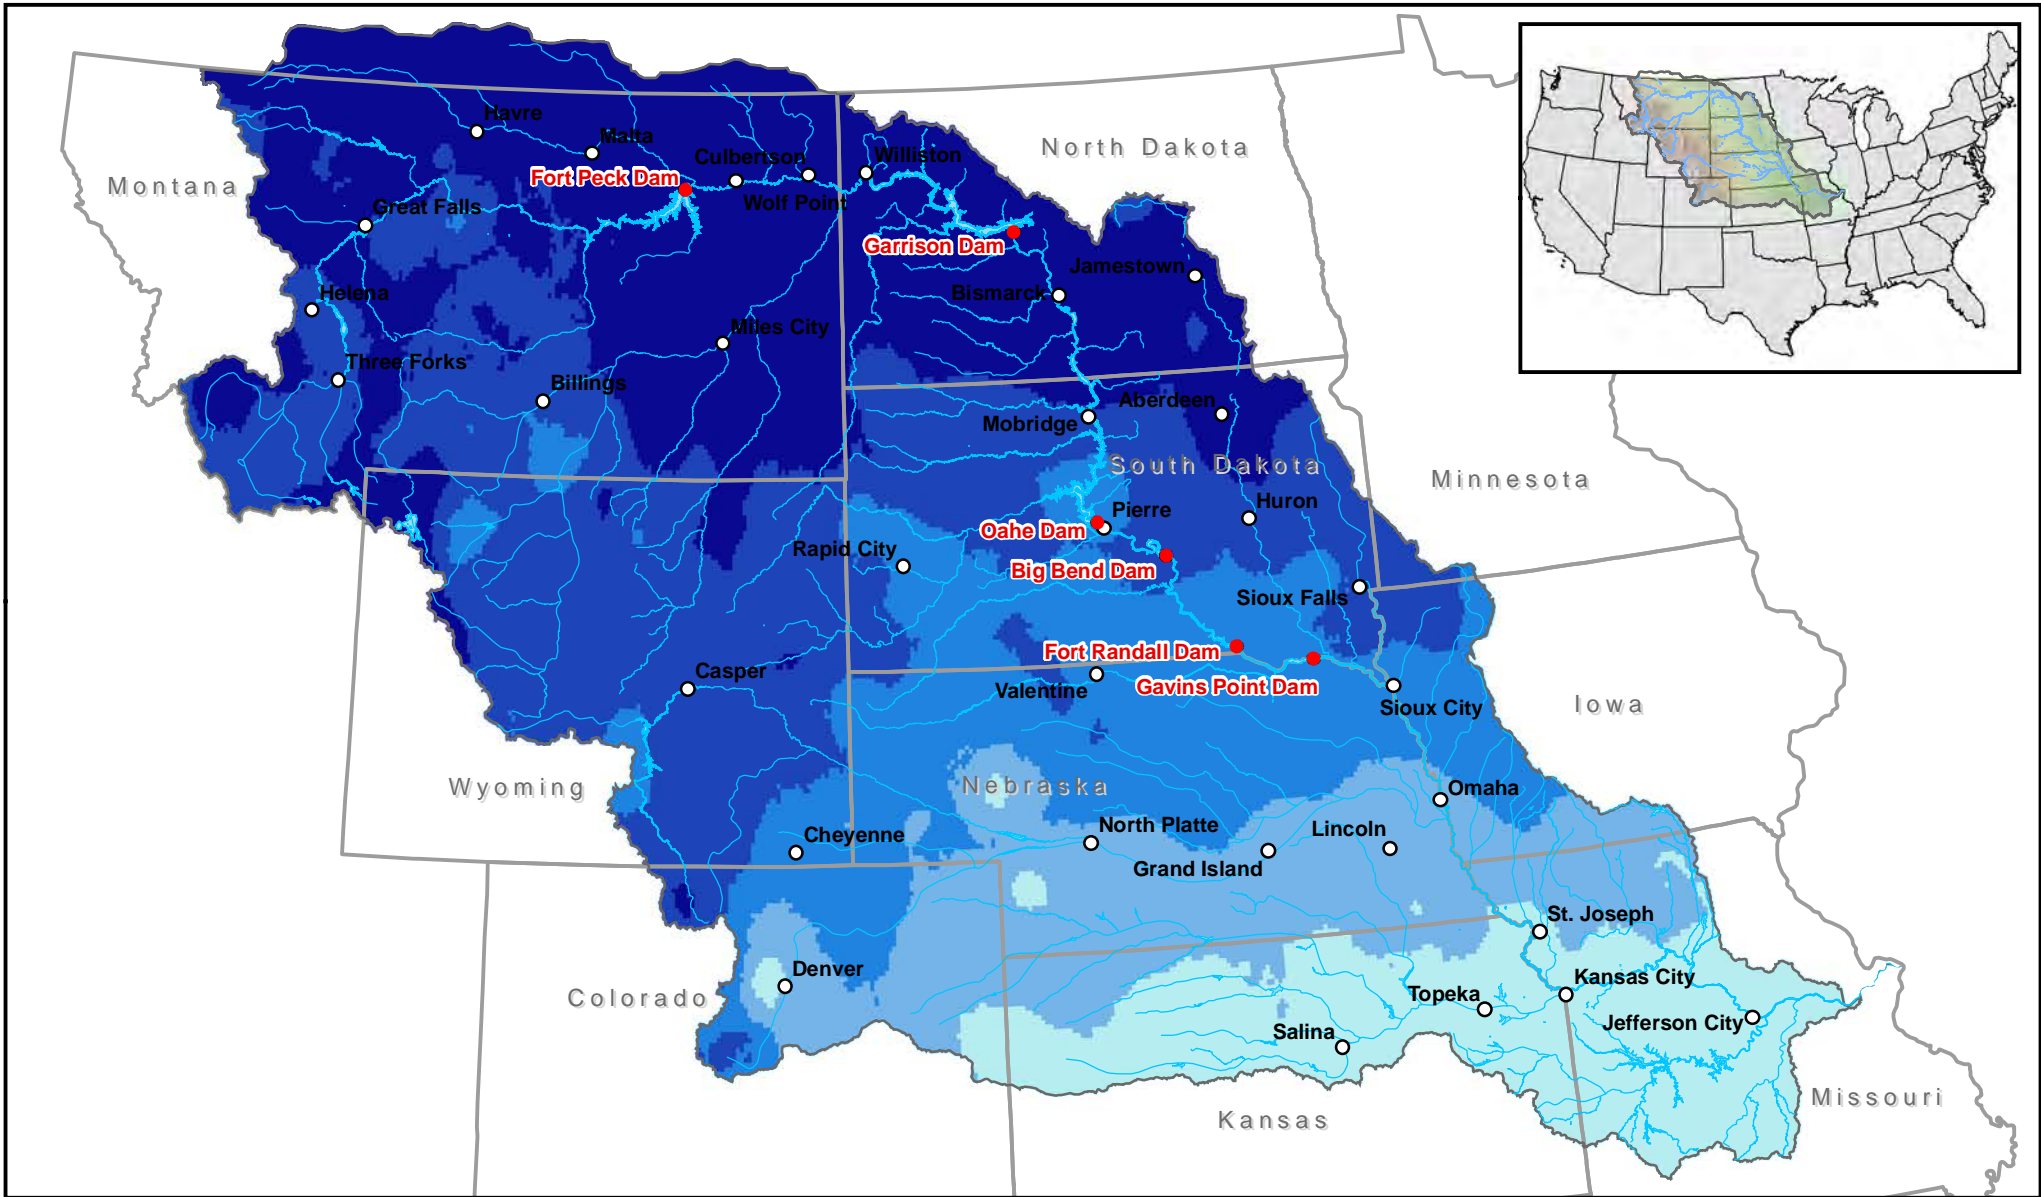 Havre
Malta
North Dakota
Culbertson
Williston
Montana
Fort Peck Dam
Wolf Point
Great Falls
Garrison Dam
Jamestown
Helena
Bismarck
Miles City
Three Forks
Billings
Aberdeen
Mobridge
South Dakota
Minnesota
Huron
Pierre
Oahe Dam
Rapid City
Big Bend Dam
Sioux Falls
Fort Randall Dam
Casper
Valentine
Gavins Point Dam
Sioux City
Iowa
Wyoming
Nebraska
Omaha
Cheyenne
North Platte
Lincoln
Grand Island
St. Joseph
Denver
Kansas City
Colorado
Topeka
Jefferson City
Salina
Missouri
Kansas